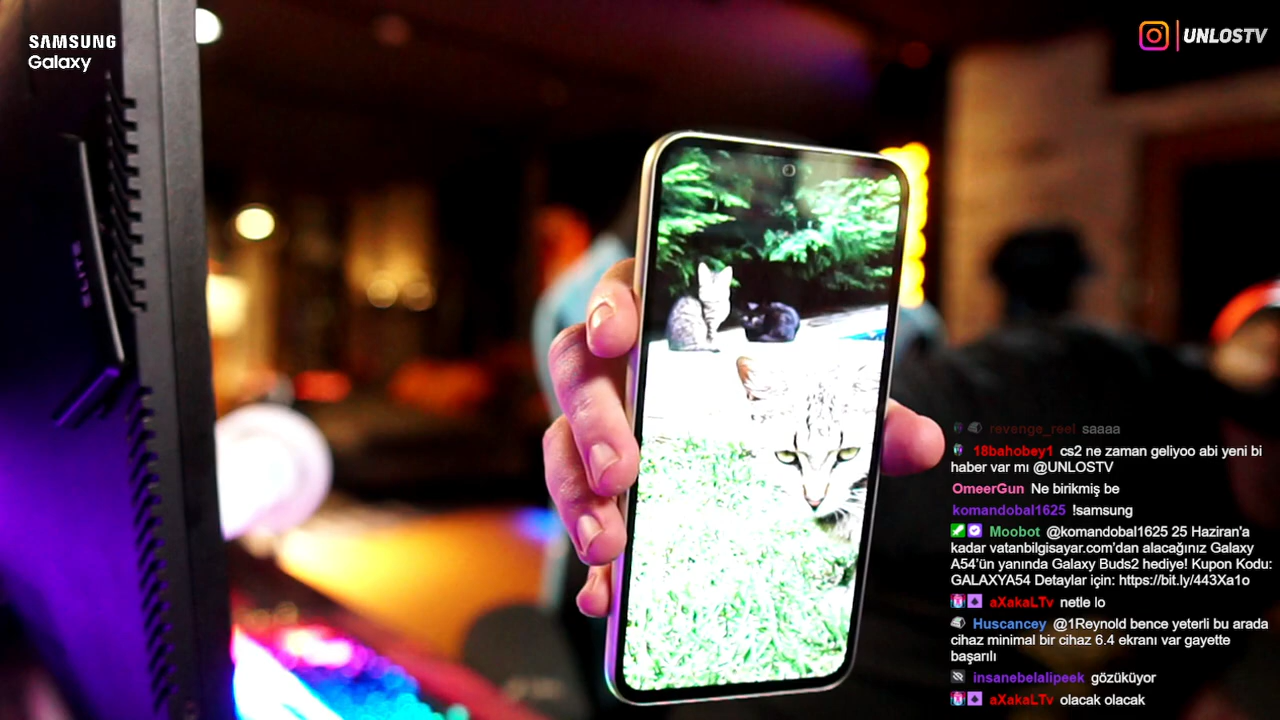 SAMSUNG
Galaxy
UNLOSTV
ELITE
revenge_reel saaaa
18bahobey1 cs2 ne zaman geliyoo abi yeni bi
haber var mı @UNLOSTV
OmeerGun Ne birikmiş be
komandobal1625 !samsung
Moobot @komandobal1625 25 Haziran'a
kadar vatanbilgisayar.com'dan alacağınız Galaxy
A54'ün yanında Galaxy Buds2 hediye! Kupon Kodu:
GALAXYA54 Detaylar için: https://bit.ly/443Xa1o
aXakaLTv netle lo
Huscancey @1Reynold bence yeterli bu arada
cihaz minimal bir cihaz 6.4 ekranı var gayette
başarılı
insanebelalipeek gözüküyor
aXakaLTv olacak olacak